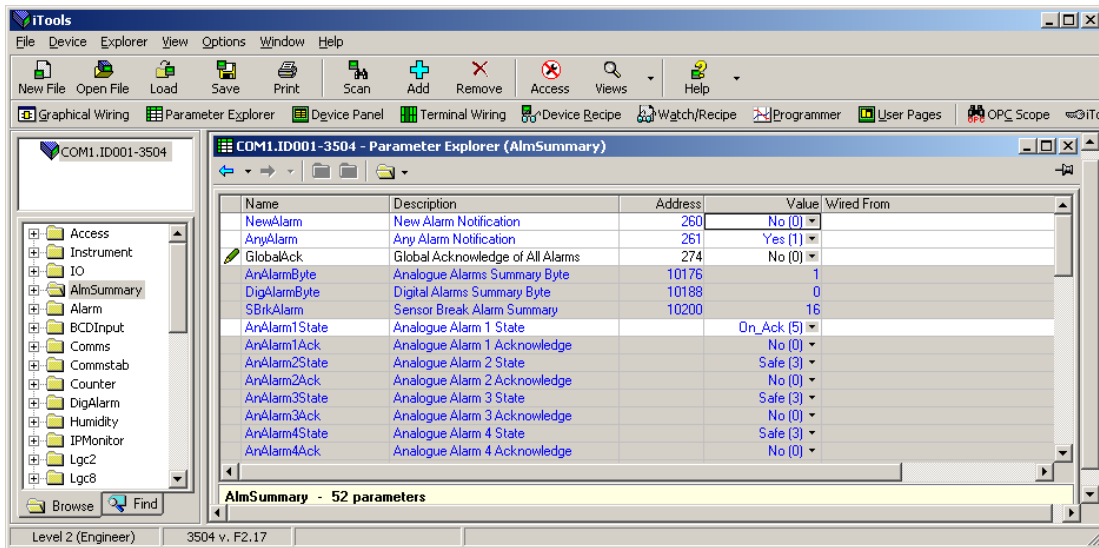 iTools
File Device Explorer View Options Window Help
New File Open File Load Save Print Scan Add Remove Access Views Help
Graphical Wiring Parameter Explorer Device Panel Terminal Wiring Device Recipe Watch/Recipe Programmer User Pages OPC Scope iTo
COM1.ID001-3504
COM1.ID001-3504 - Parameter Explorer (AlmSummary)
Name Description Address Value Wired From
NewAlarm New Alarm Notification 260 No (0)
AnyAlarm Any Alarm Notification 261 Yes (1)
GlobalAck Global Acknowledge of All Alarms 274 No (0)
AnAlarmByte Analogue Alarms Summary Byte 10176 1
DigAlarmByte Digital Alarms Summary Byte 10188 0
SBrkAlarm Sensor Break Alarm Summary 10200 16
AnAlarm1State Analogue Alarm 1 State On_Ack (5)
AnAlarm1Ack Analogue Alarm 1 Acknowledge No (0)
AnAlarm2State Analogue Alarm 2 State Safe (3)
AnAlarm2Ack Analogue Alarm 2 Acknowledge No (0)
AnAlarm3State Analogue Alarm 3 State Safe (3)
AnAlarm3Ack Analogue Alarm 3 Acknowledge No (0)
AnAlarm4State Analogue Alarm 4 State Safe (3)
AnAlarm4Ack Analogue Alarm 4 Acknowledge No (0)
AlmSummary - 52 parameters
Access
Instrument
IO
AlmSummary
Alarm
BCDInput
Comms
Commstab
Counter
DigAlarm
Humidity
IPMonitor
Lgc2
Lgc8
Browse Find
Level 2 (Engineer) 3504 v. F2.17